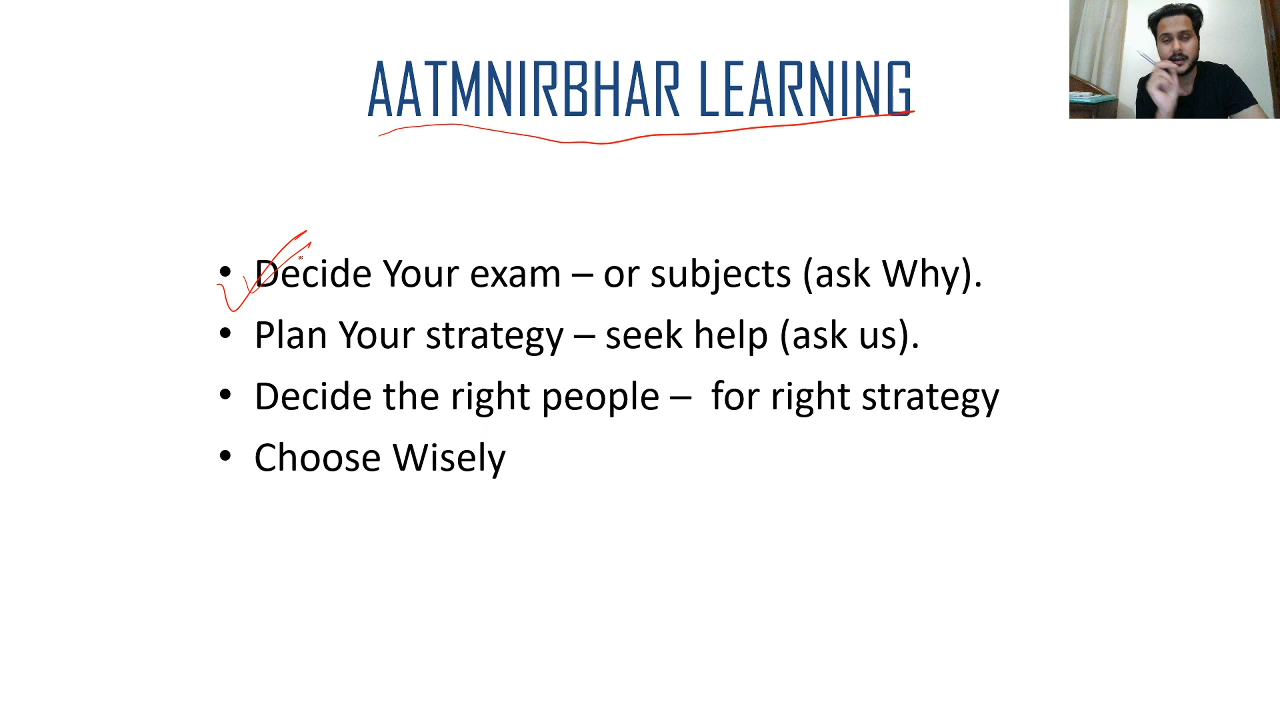 AATMNIRBHAR LEARNING
• Decide Your exam – or subjects (ask Why).
• Plan Your strategy – seek help (ask us).
• Decide the right people – for right strategy
• Choose Wisely